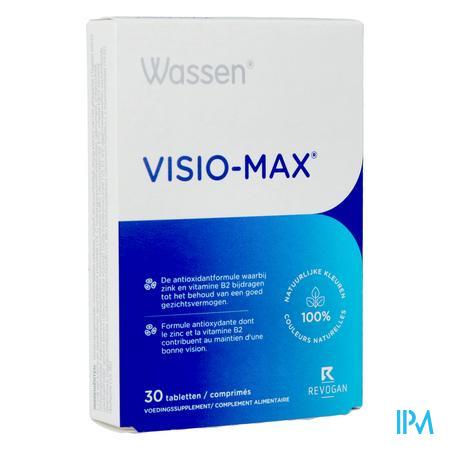 Wassen®
VISIO-MAX®
De antioxidantformule waarbij
zink en vitamine B2 bijdragen
tot het behoud van een goed
gezichtsvermogen.
Formule antioxydante dont
le zinc et la vitamine B2
contribuent au maintien d'une
bonne vision.
NATUURLIJKE KLEUREN
100%
COULEURS NATURELLES
30 tabletten / comprimés
VOEDINGSSUPPLEMENT/ COMPLEMENT ALIMENTAIRE
REVOGAN
IPM